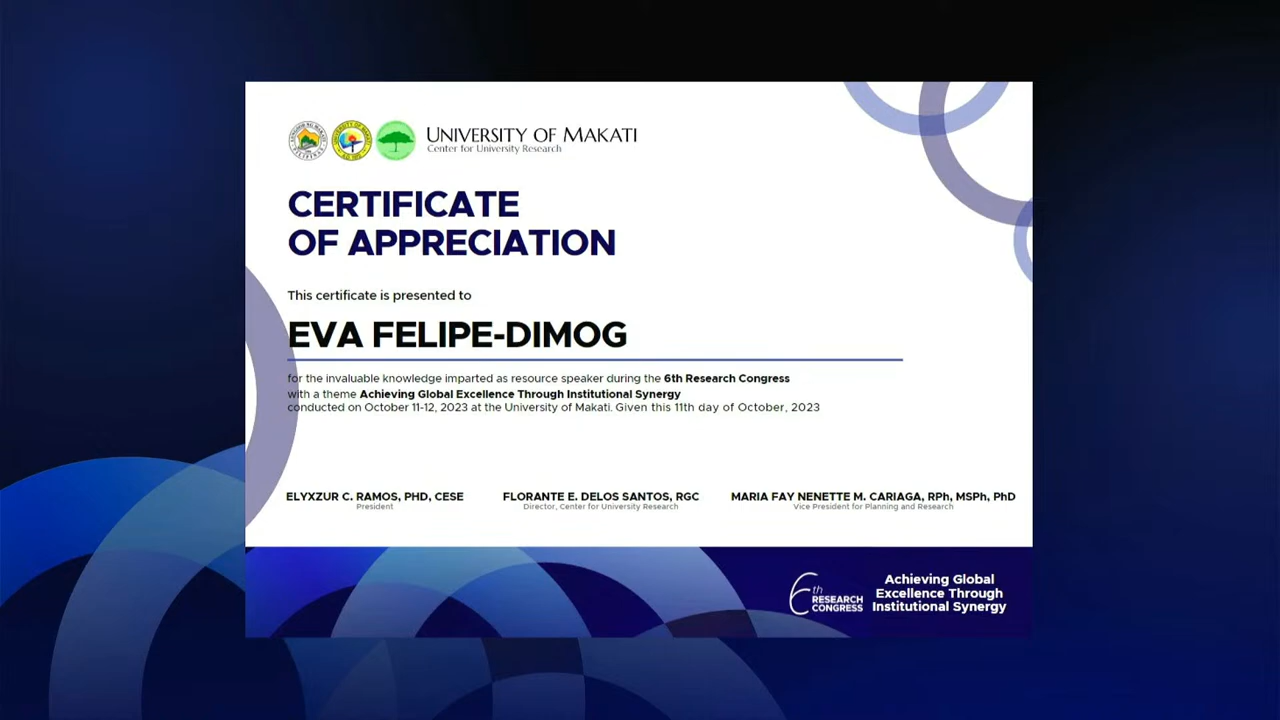 UNIVERSITY OF MAKATI
Center for University Research
CERTIFICATE
OF APPRECIATION
This certificate is presented to
EVA FELIPE-DIMOG
for the invaluable knowledge imparted as resource speaker during the 6th Research Congress
with a theme Achieving Global Excellence Through Institutional Synergy
conducted on October 11-12, 2023 at the University of Makati. Given this 11th day of October, 2023
ELYXZUR C. RAMOS, PHD, CESE
President
FLORANTE E. DELOS SANTOS, RGC
Director, Center for University Research
MARIA FAY NENETTE M. CARIAGA, RPh, MSPh, PhD
Vice President for Planning and Research
6th
RESEARCH
CONGRESS
Achieving Global
Excellence Through
Institutional Synergy